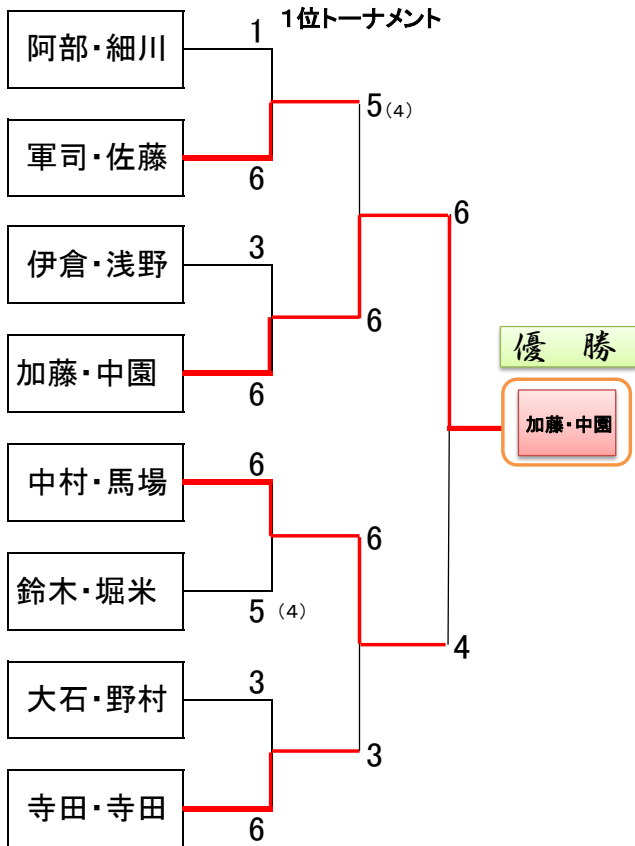 1位トーナメント
阿部・細川
1
5(4)
軍司・佐藤
6
6
伊倉・浅野
3
6
加藤・中園
6
優 勝
加藤・中園
中村・馬場
6
6
鈴木・堀米
5 (4)
4
大石・野村
3
3
寺田・寺田
6